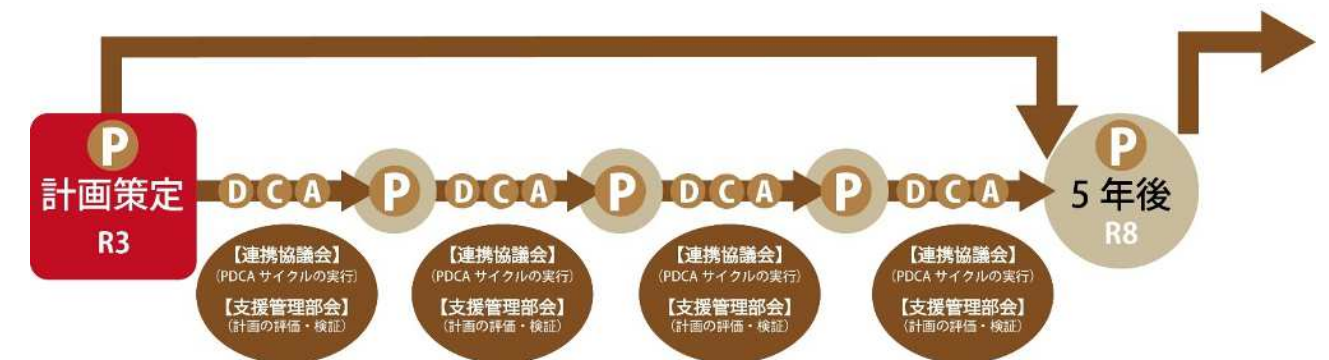 P
計画策定
R3
D C A
P
D C A
P
D C A
P
D C A
P
5 年後
R8
【連携協議会】
(PDCA サイクルの実行)
【支援管理部会】
(計画の評価・検証)
【連携協議会】
(PDCA サイクルの実行)
【支援管理部会】
(計画の評価・検証)
【連携協議会】
(PDCA サイクルの実行)
【支援管理部会】
(計画の評価・検証)
【連携協議会】
(PDCA サイクルの実行)
【支援管理部会】
(計画の評価・検証)